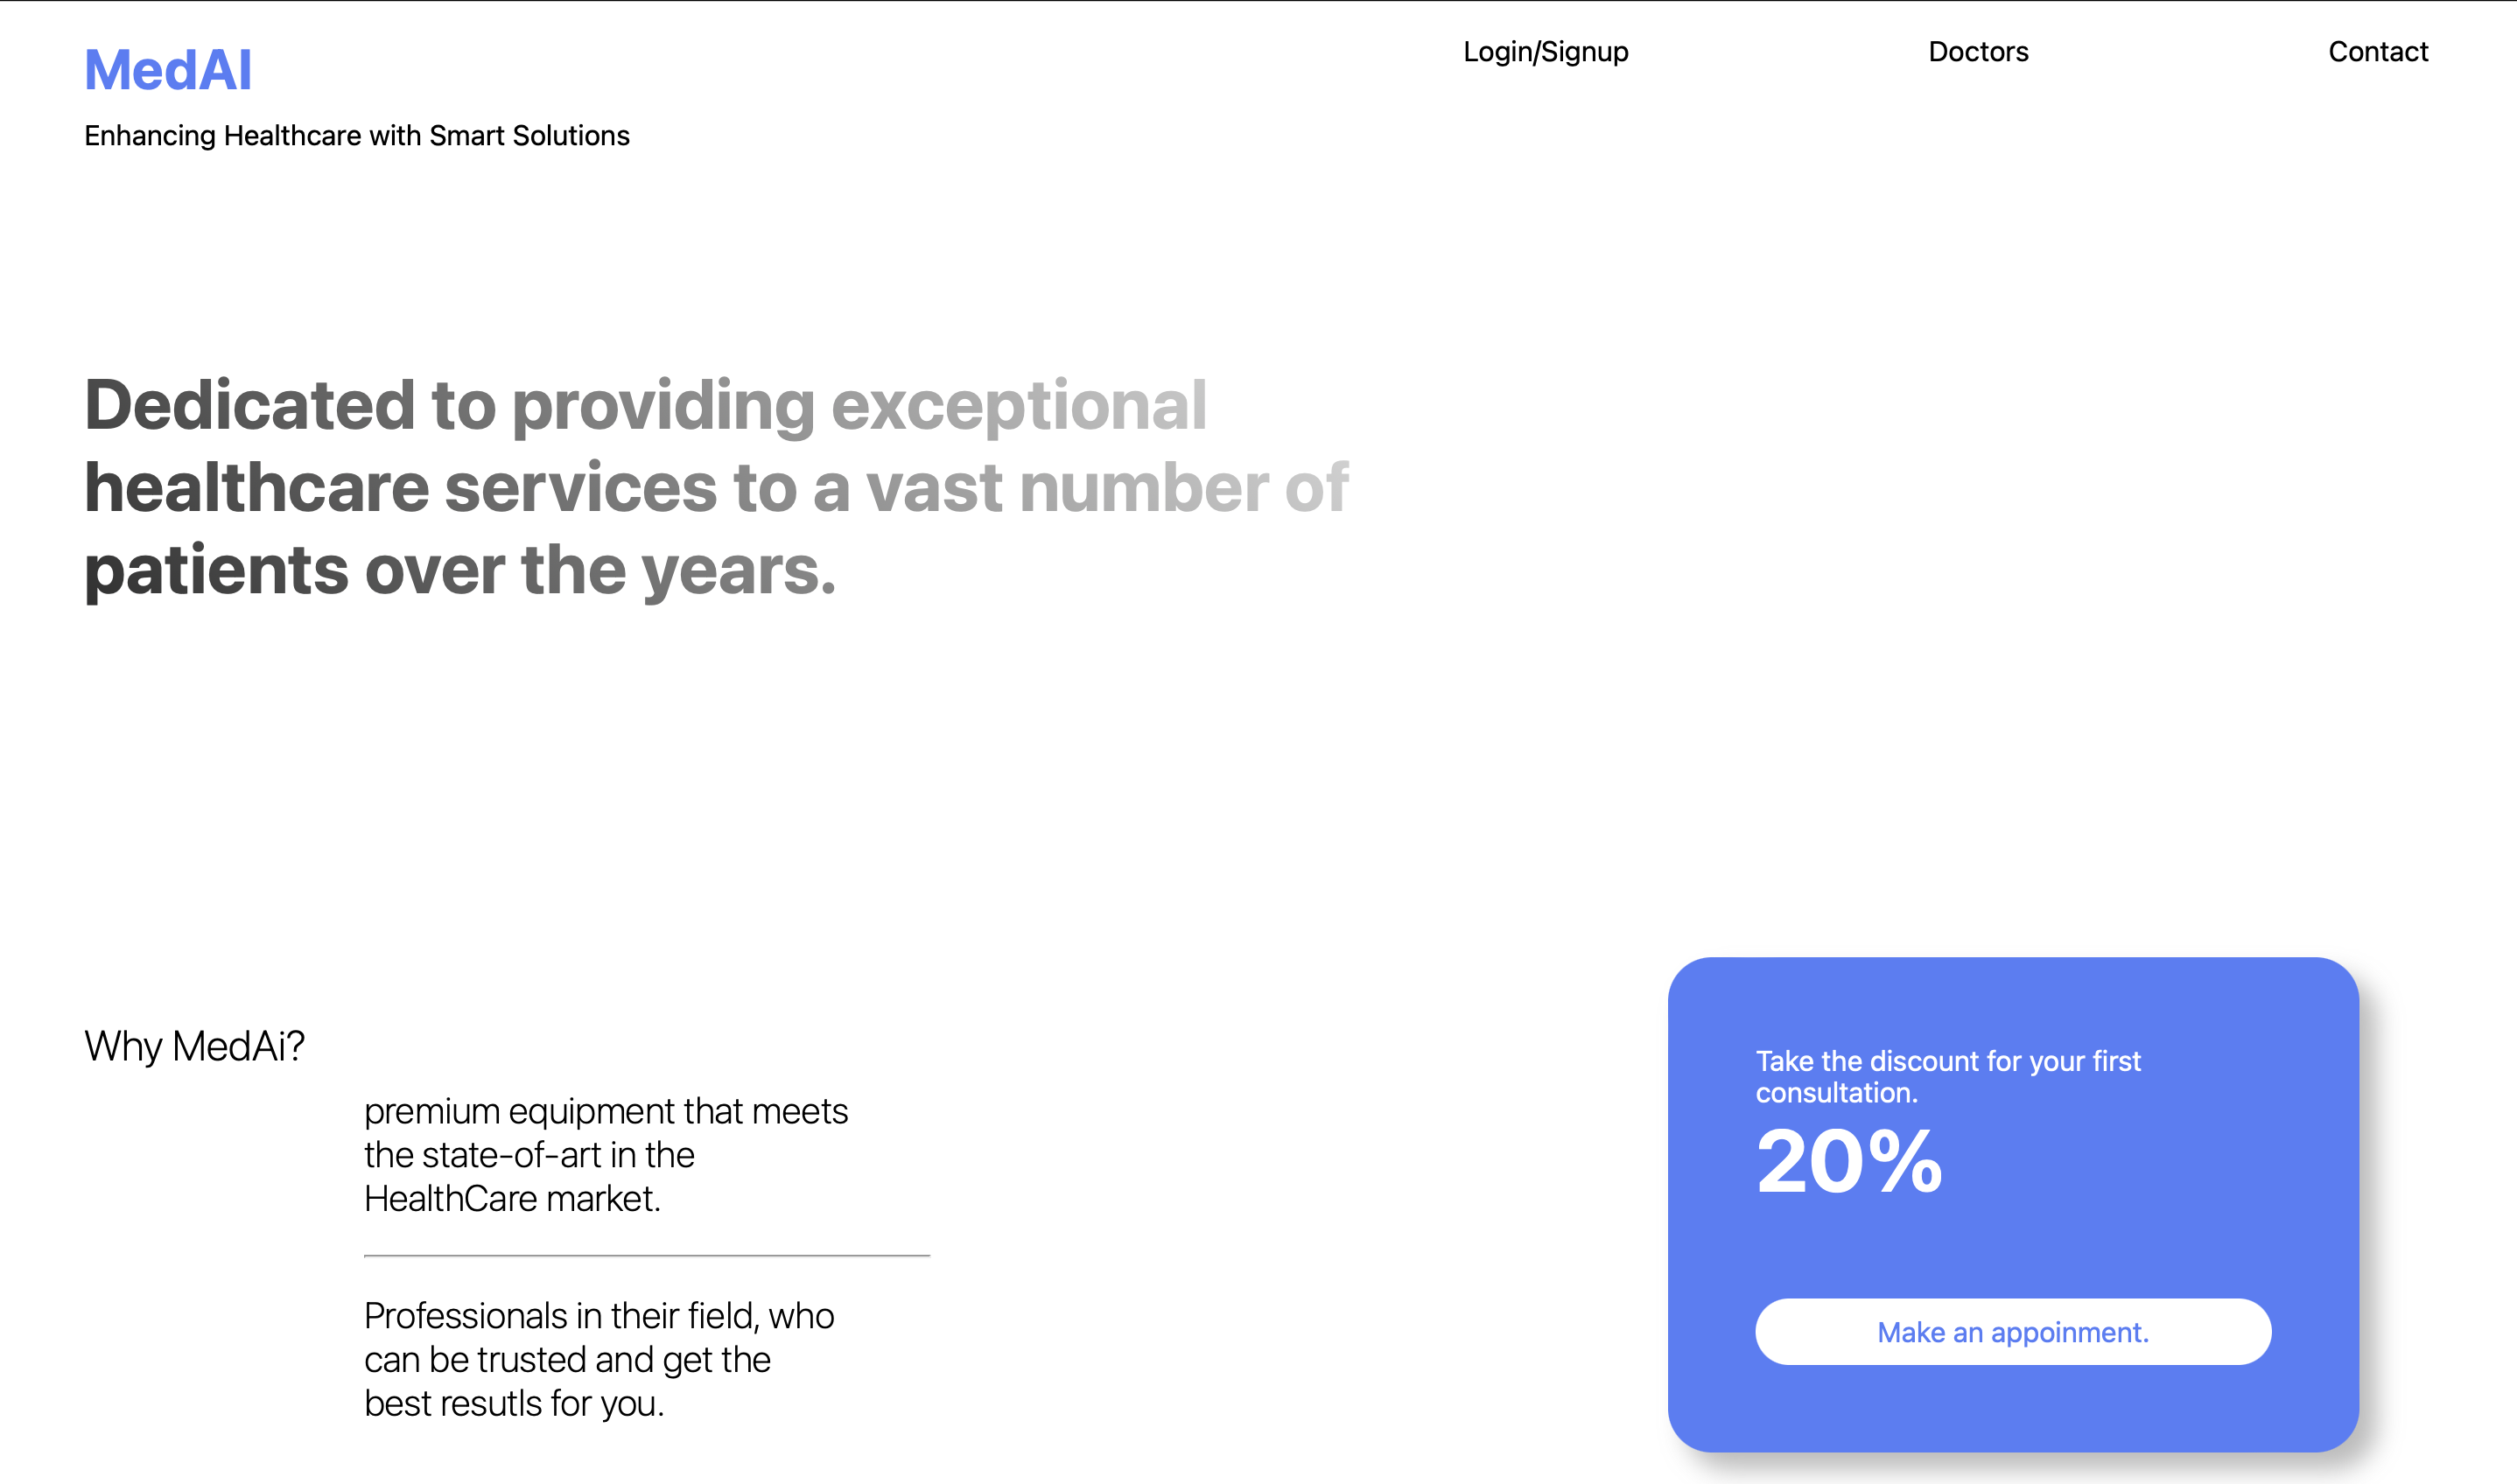 MedAI
Login/Signup
Doctors
Contact
Enhancing Healthcare with Smart Solutions
Dedicated to providing exceptional
healthcare services to a vast number of
patients over the years.
Why MedAi?
premium equipment that meets
the state-of-art in the
HealthCare market.
Professionals in their field, who
can be trusted and get the
best resutls for you.
Take the discount for your first
consultation.
20%
Make an appoinment.